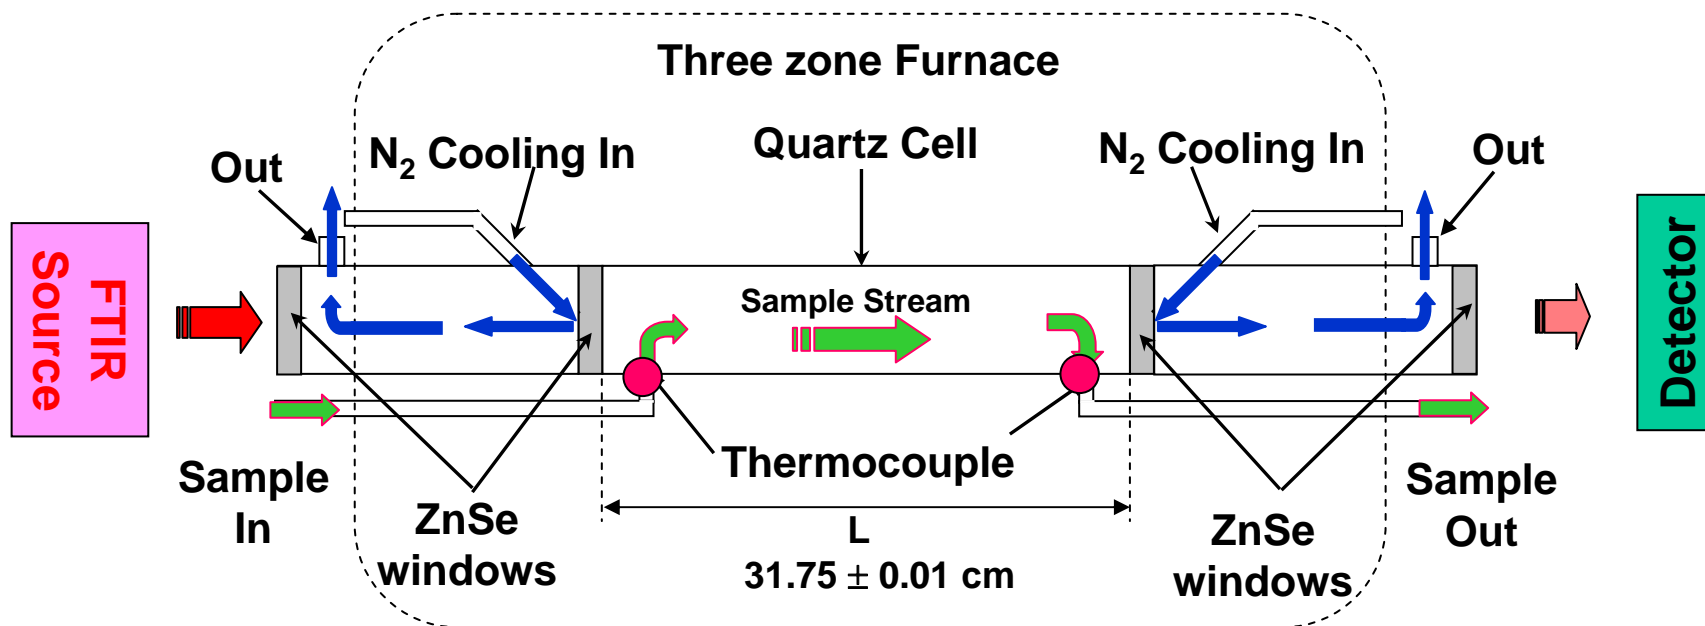 Three zone Furnace
Out
N₂ Cooling In
Quartz Cell
N₂ Cooling In
Out
FTIR
Source
Sample Stream
Detector
Sample
In
ZnSe
windows
Thermocouple
L
31.75 ± 0.01 cm
ZnSe
windows
Sample
Out